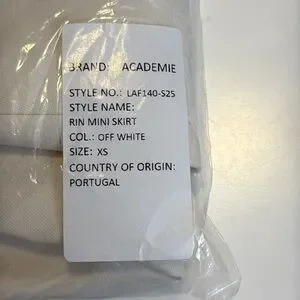 BRAND: ACADEMIE
STYLE NO.: LAF140-S25
STYLE NAME:
RIN MINI SKIRT
COL.: OFF WHITE
SIZE: XS
COUNTRY OF ORIGIN:
PORTUGAL